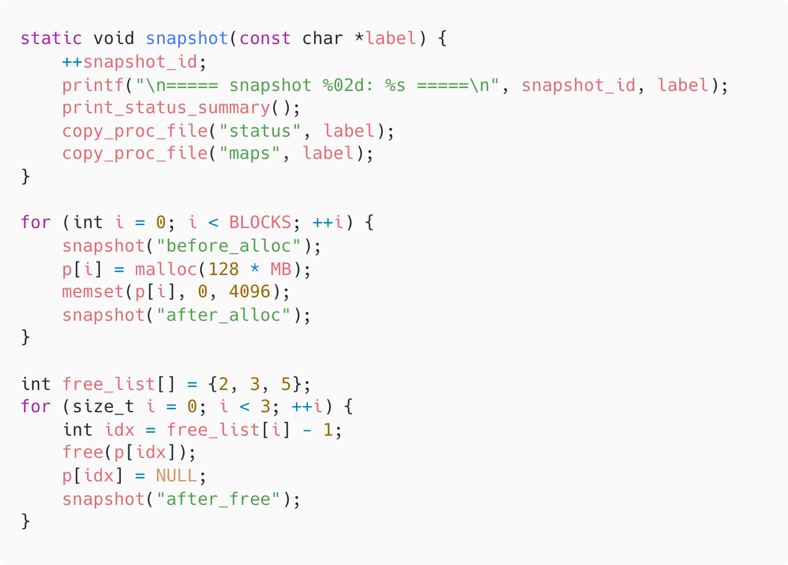 static void snapshot(const char *label) {
    ++snapshot_id;
    printf("\n===== snapshot %02d: %s =====\n", snapshot_id, label);
    print_status_summary();
    copy_proc_file("status", label);
    copy_proc_file("maps", label);
}

for (int i = 0; i < BLOCKS; ++i) {
    snapshot("before_alloc");
    p[i] = malloc(128 * MB);
    memset(p[i], 0, 4096);
    snapshot("after_alloc");
}

int free_list[] = {2, 3, 5};
for (size_t i = 0; i < 3; ++i) {
    int idx = free_list[i] - 1;
    free(p[idx]);
    p[idx] = NULL;
    snapshot("after_free");
}